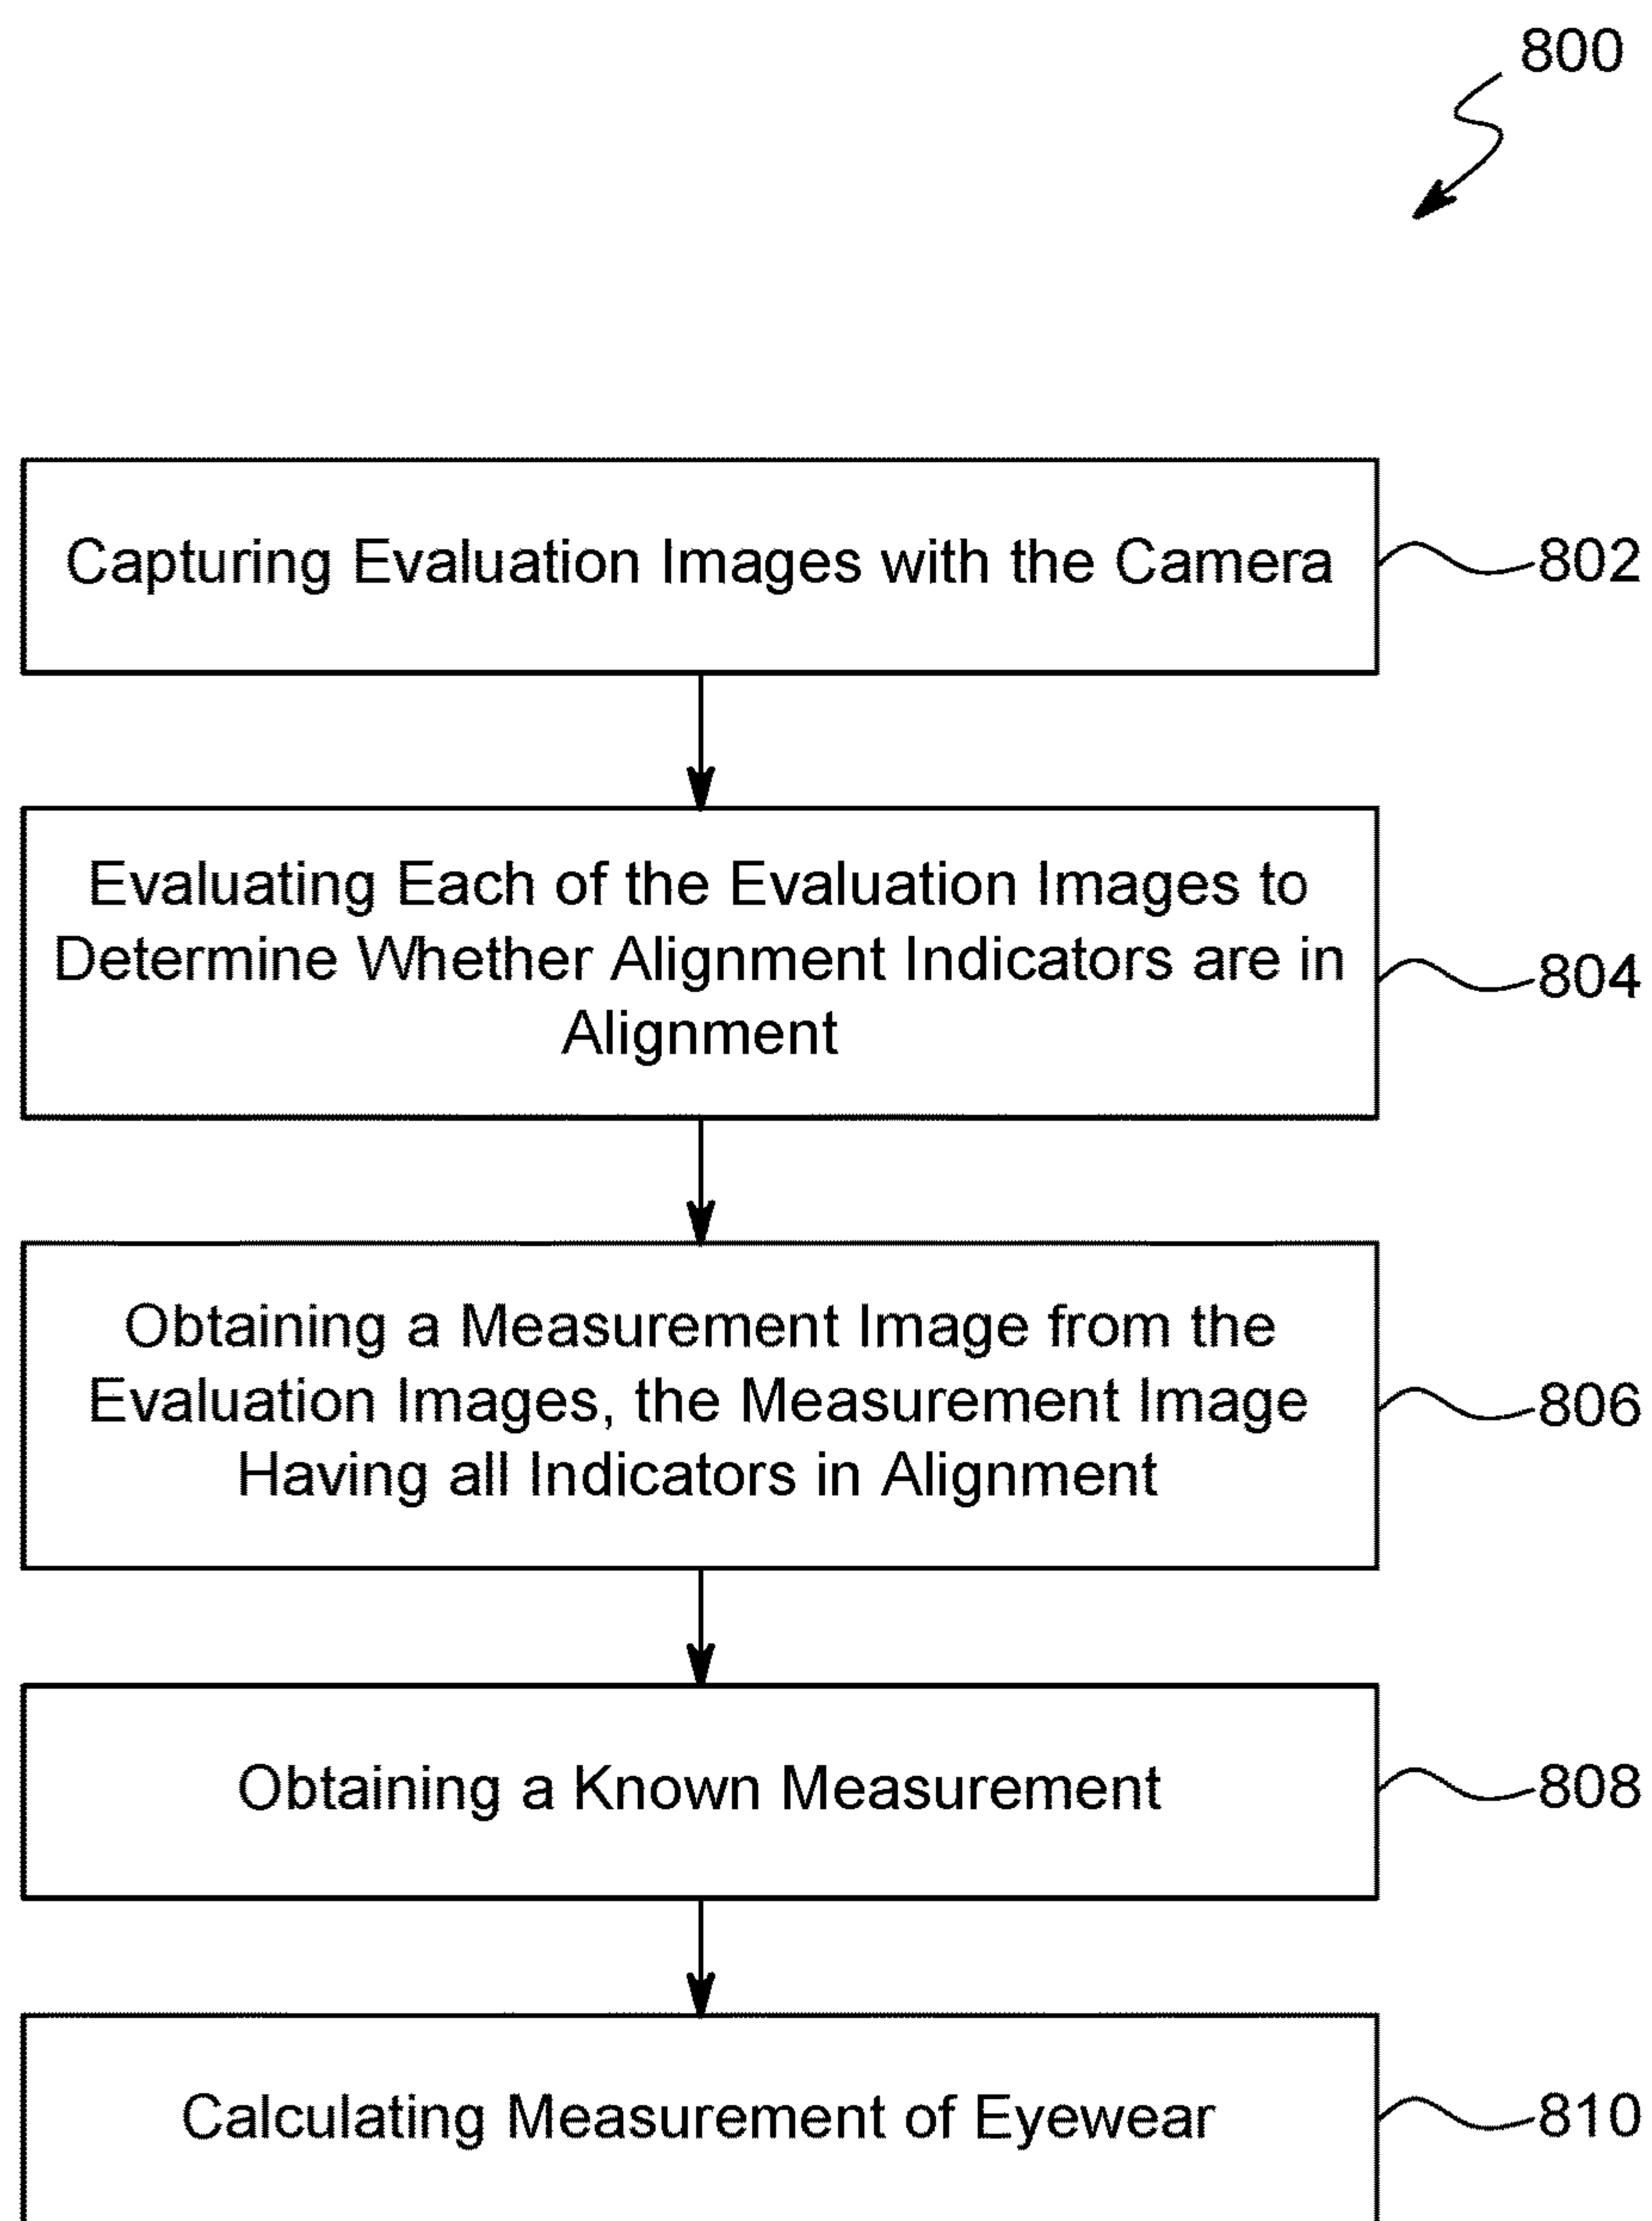 800
Capturing Evaluation Images with the Camera
802
Evaluating Each of the Evaluation Images to
Determine Whether Alignment Indicators are in
Alignment
804
Obtaining a Measurement Image from the
Evaluation Images, the Measurement Image
Having all Indicators in Alignment
806
Obtaining a Known Measurement
808
Calculating Measurement of Eyewear
810